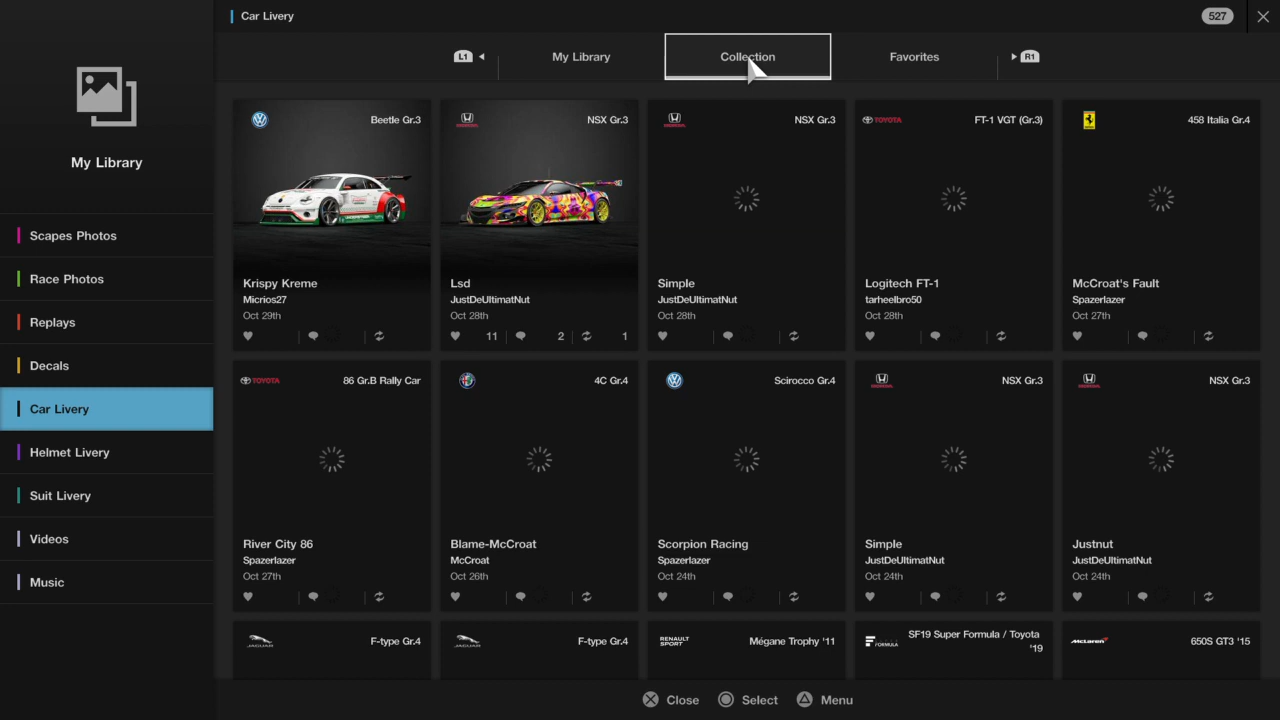 Car Livery
527
L1
My Library
Collection
Favorites
R1
My Library
Scapes Photos
Race Photos
Replays
Decals
Car Livery
Helmet Livery
Suit Livery
Videos
Music
Beetle Gr.3
Krispy Kreme
Micrios27
Oct 29th
HONDA
NSX Gr.3
Lsd
JustDeUltimatNut
Oct 28th
11
2
1
HONDA
NSX Gr.3
Simple
JustDeUltimatNut
Oct 28th
TOYOTA
FT-1 VGT (Gr.3)
Logitech FT-1
tarheelbro50
Oct 28th
458 Italia Gr.4
McCroat's Fault
Spazerlazer
Oct 27th
TOYOTA
86 Gr.B Rally Car
River City 86
Spazerlazer
Oct 27th
4C Gr.4
Blame-McCroat
McCroat
Oct 26th
Scirocco Gr.4
Scorpion Racing
Spazerlazer
Oct 24th
HONDA
NSX Gr.3
Simple
JustDeUltimatNut
Oct 24th
HONDA
NSX Gr.3
Justnut
JustDeUltimatNut
Oct 24th
JAGUAR
F-type Gr.4
JAGUAR
F-type Gr.4
RENAULT
SPORT
Mégane Trophy '11
FORMULA
SF19 Super Formula / Toyota
'19
McLaren
650S GT3 '15
Close
Select
Menu